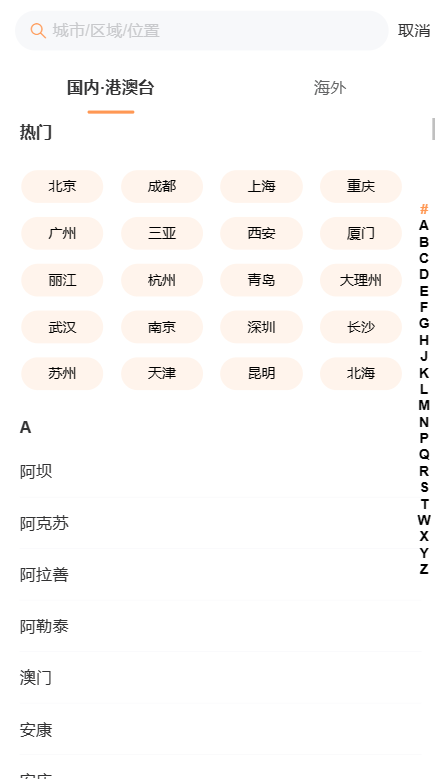 城市/区域/位置 取消
国内·港澳台 海外
热门
北京 成都 上海 重庆
广州 三亚 西安 厦门
丽江 杭州 青岛 大理州
武汉 南京 深圳 长沙
苏州 天津 昆明 北海
A
阿坝
阿克苏
阿拉善
阿勒泰
澳门
安康
#
A
B
C
D
E
F
G
H
J
K
L
M
N
P
Q
R
S
T
W
X
Y
Z